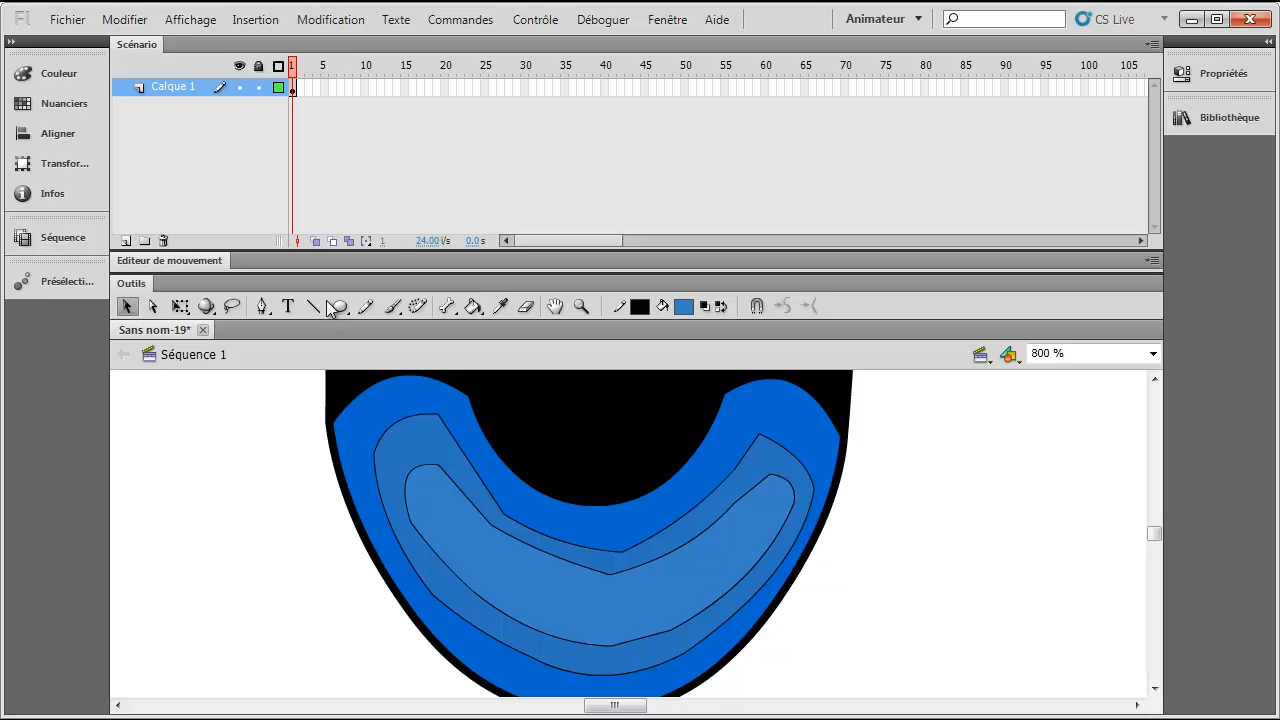 Fl Fichier Modifier Affichage Insertion Modification Texte Commandes Contrôle Déboguer Fenêtre Aide Animateur CS Live
Scénario
1 5 10 15 20 25 30 35 40 45 50 55 60 65 70 75 80 85 90 95 100 105
Calque 1
Couleur
Nuanciers
Aligner
Transfor...
Infos
Séquence
Présélecti...
Propriétés
Bibliothèque
1 24.00 i/s 0.0 s
Editeur de mouvement
Outils
T
Sans nom-19*
Séquence 1 800 %